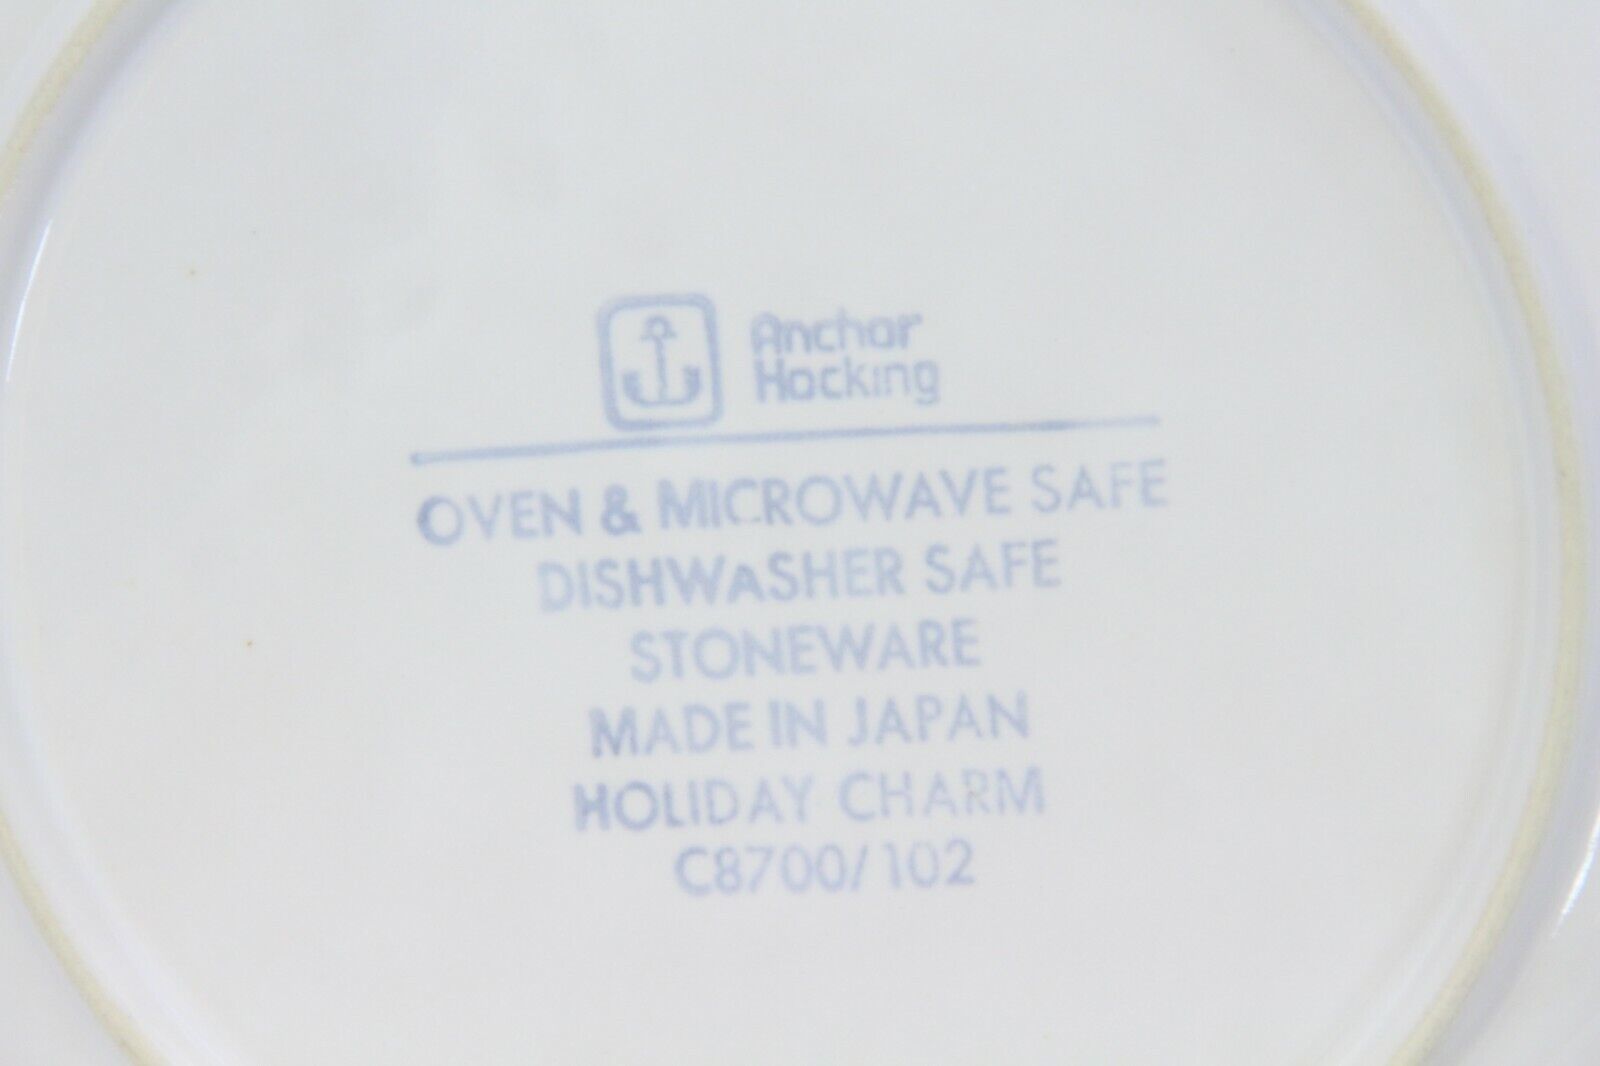 Anchor
Hocking
OVEN & MICROWAVE SAFE
DISHWASHER SAFE
STONEWARE
MADE IN JAPAN
HOLIDAY CHARM
C8700/102